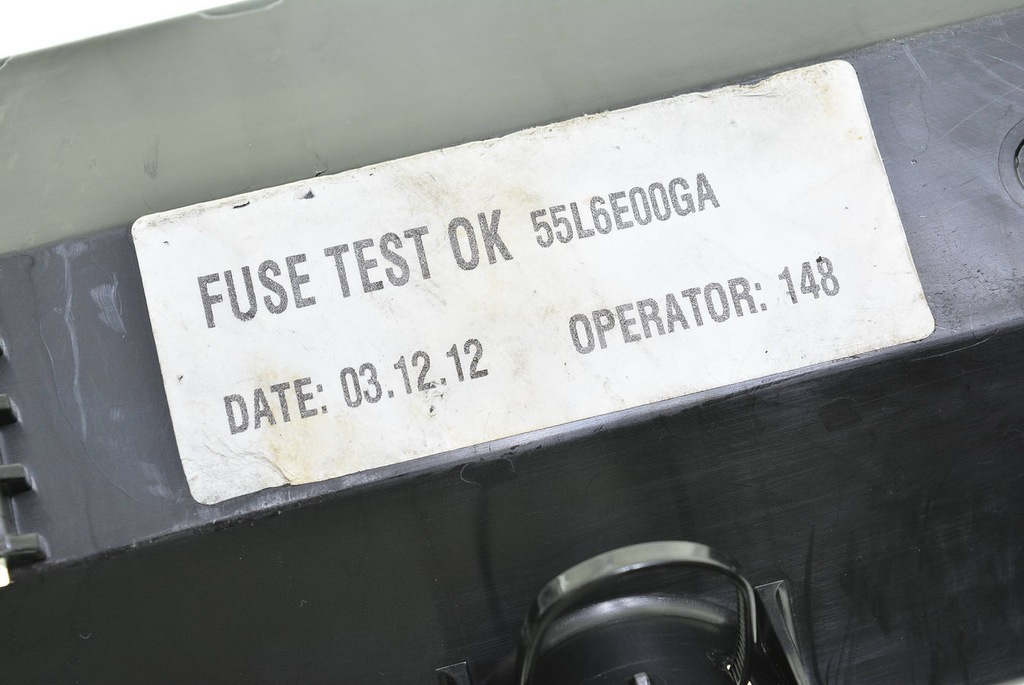 FUSE TEST OK 55L6E00GA
DATE: 03.12.12 OPERATOR: 148